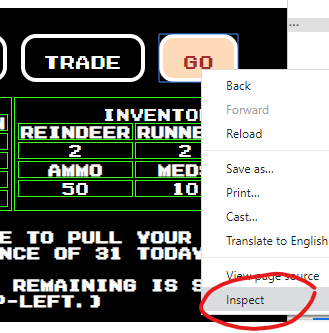 TRADE GO
Back
Forward
Reload
INVENTO
REINDEER RUNNE
2 2
AMMO MEDS
50 10
Save as...
Print...
Cast...
Translate to English
E TO PULL YOUR
NCE OF 31 TODAY
View page source
REMAINING IS S
P-LEFT.)
Inspect